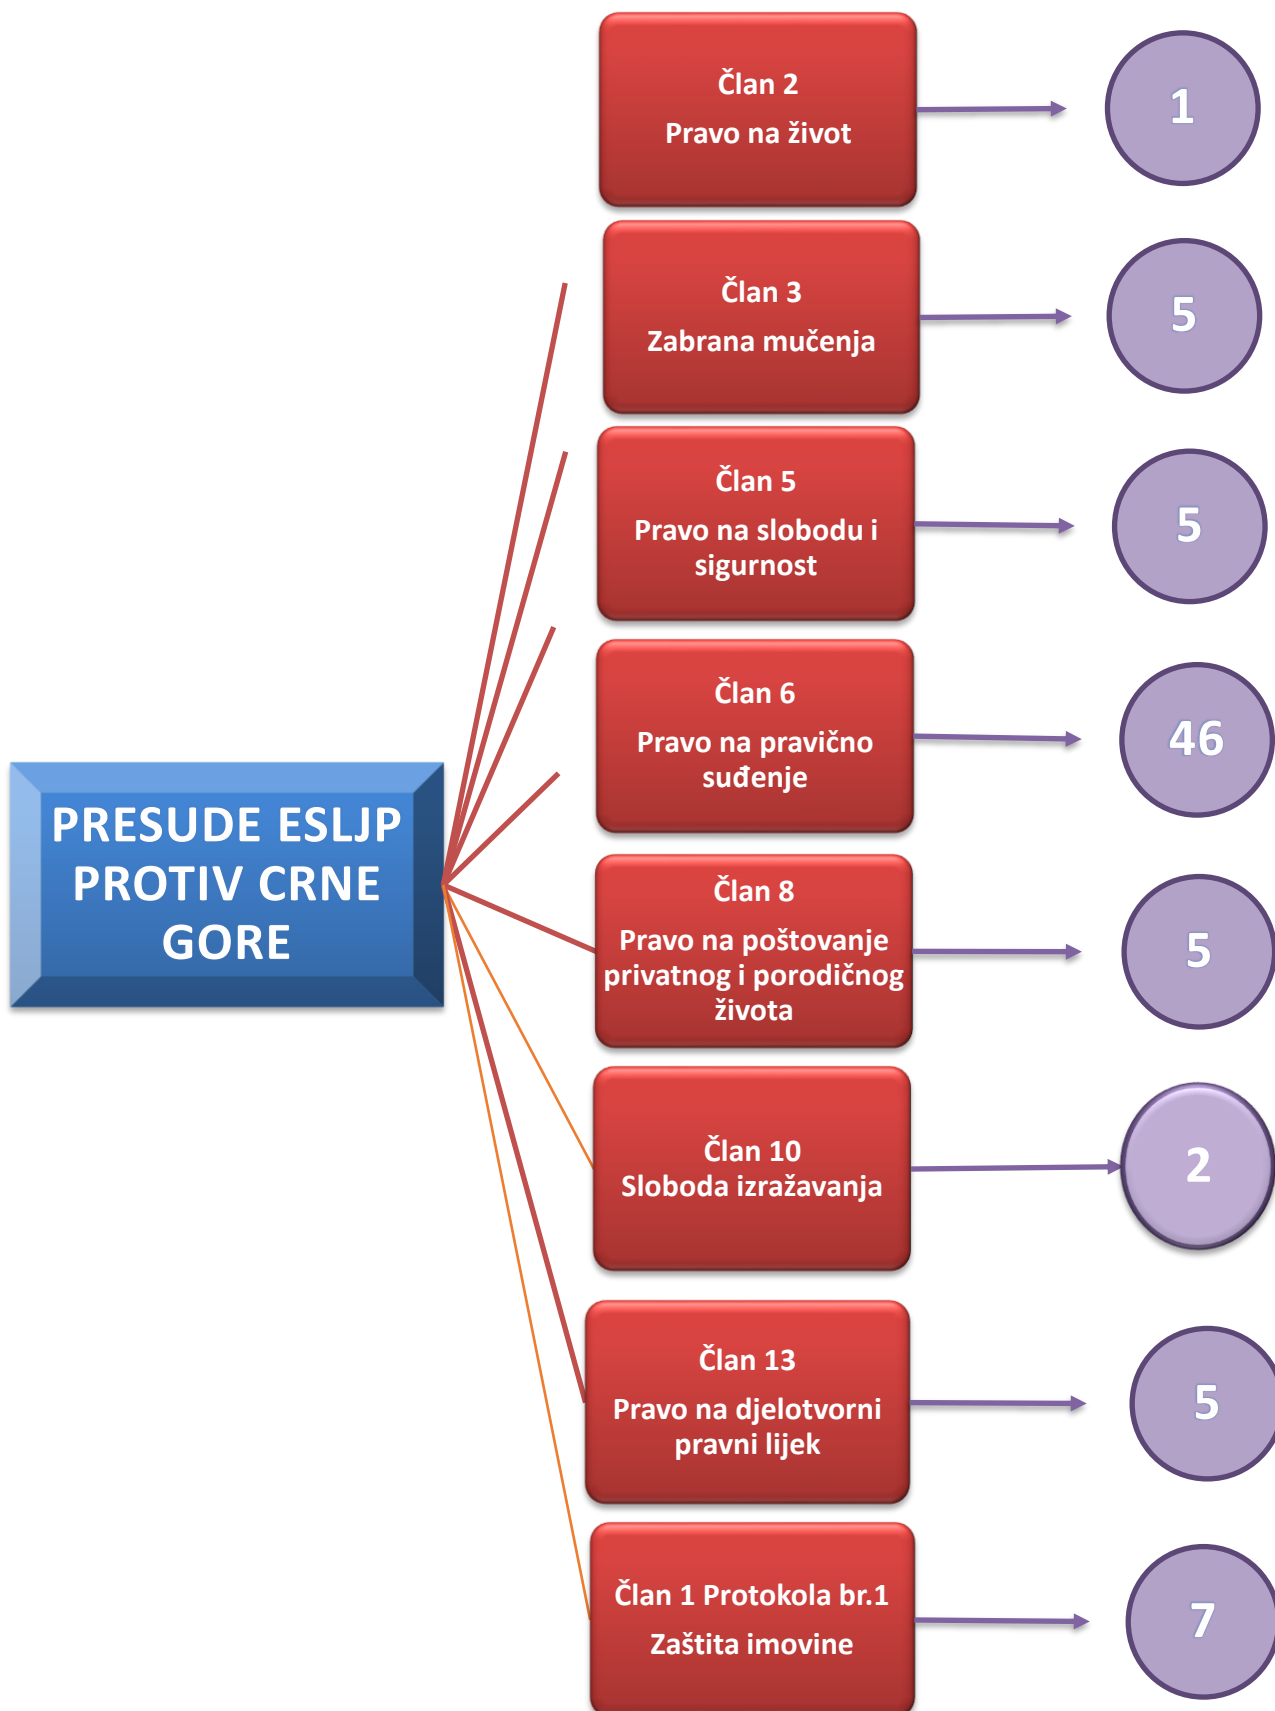 Član 2
Pravo na život
1
Član 3
Zabrana mučenja
5
Član 5
Pravo na slobodu i
sigurnost
5
Član 6
Pravo na pravično
suđenje
46
PRESUDE ESLJP
PROTIV CRNE
GORE
Član 8
Pravo na poštovanje
privatnog i porodičnog
života
5
Član 10
Sloboda izražavanja
2
Član 13
Pravo na djelotvorni
pravni lijek
5
Član 1 Protokola br.1
Zaštita imovine
7